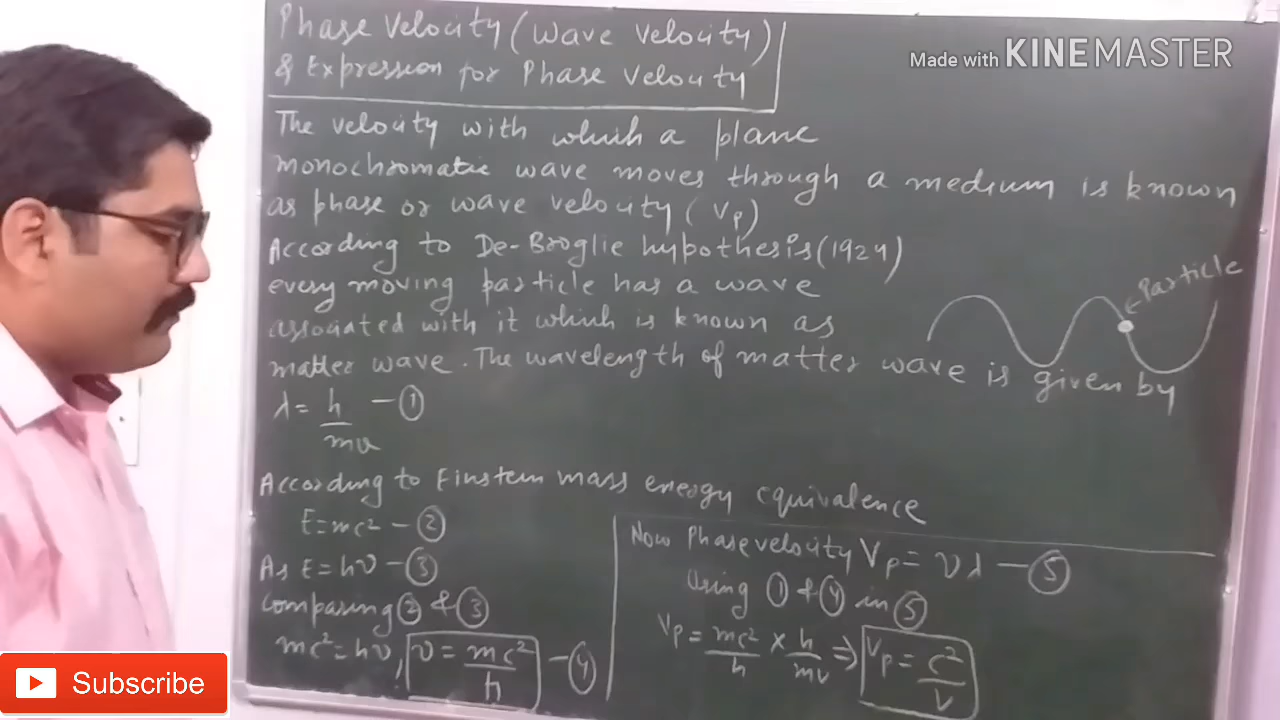 Phase Velocity (Wave Velocity)
& Expression for Phase Velocity
Made with KINEMASTER
The velocity with which a plane
monochromatic wave moves through a medium is known
as phase or wave velocity (Vp)
According to De-Broglie hypothesis (1924)
every moving particle has a wave
associated with it which is known as
matter wave. The wavelength of matter wave is given by
Particle
λ = h/mv - ①
According to Einstein mass energy equivalence
E = mc² - ②
As E = hν - ③
comparing ② & ③
mc² = hν, ν = mc²/h - ④
Now Phase velocity Vp = νλ - ⑤
Using ① & ④ in ⑤
Vp = mc²/h × h/mv ⇒ Vp = c²/v
Subscribe